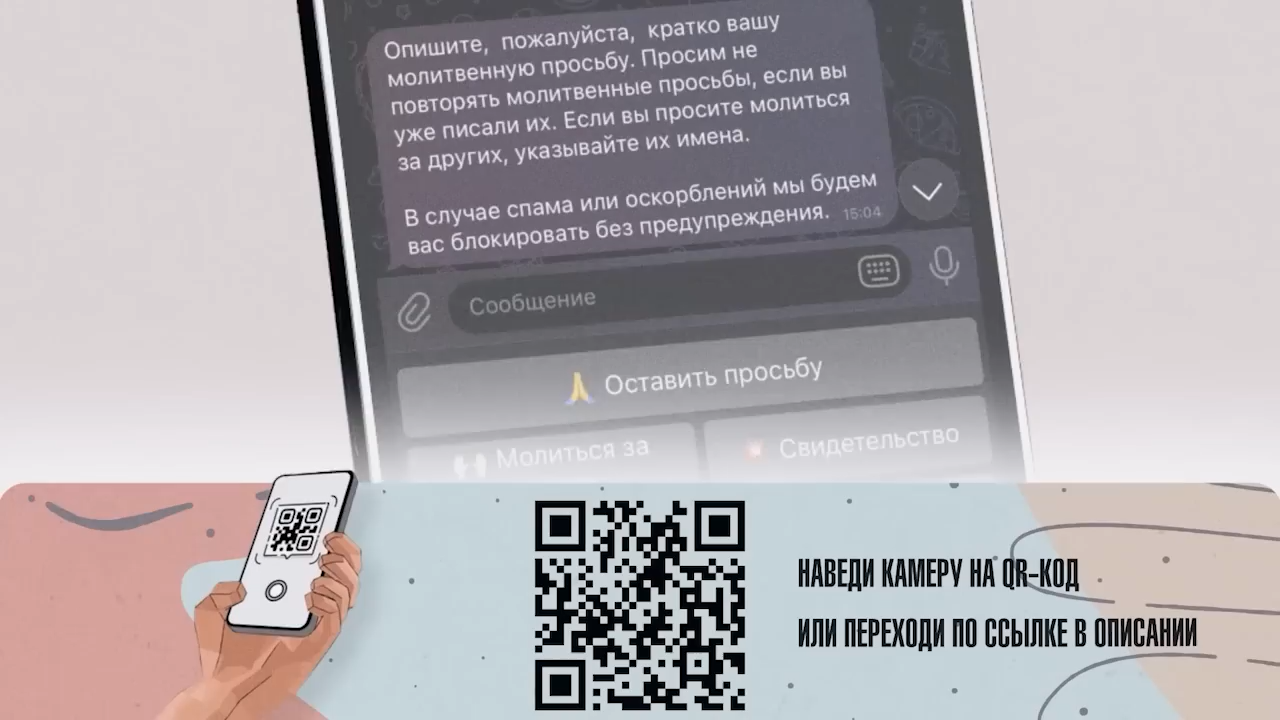 Опишите, пожалуйста, кратко вашу
молитвенную просьбу. Просим не
повторять молитвенные просьбы, если вы
уже писали их. Если вы просите молиться
за других, указывайте их имена.
В случае спама или оскорблений мы будем
вас блокировать без предупреждения. 15:04
Сообщение
🙏 Оставить просьбу
🙌 Молиться за
💥 Свидетельство
НАВЕДИ КАМЕРУ НА QR-КОД
ИЛИ ПЕРЕХОДИ ПО ССЫЛКЕ В ОПИСАНИИ